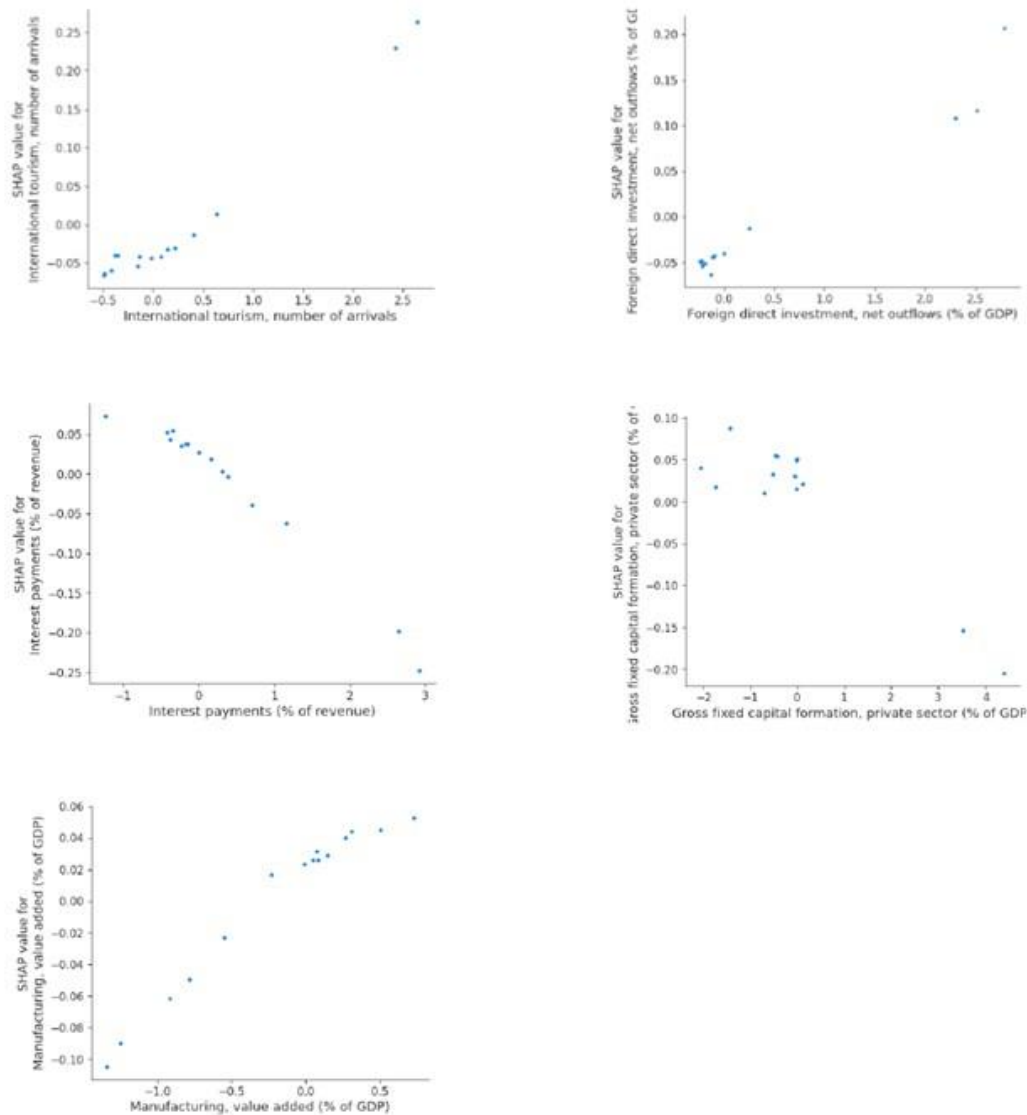 SHAP value for
International tourism, number of arrivals
0.25
0.20
0.15
0.10
0.05
0.00
−0.05
−0.5 0.0 0.5 1.0 1.5 2.0 2.5
International tourism, number of arrivals
SHAP value for
Foreign direct investment, net outflows (% of
0.20
0.15
0.10
0.05
0.00
−0.05
0.0 0.5 1.0 1.5 2.0 2.5
Foreign direct investment, net outflows (% of GDP)
SHAP value for
Interest payments (% of revenue)
0.05
0.00
−0.05
−0.10
−0.15
−0.20
−0.25
−1 0 1 2 3
Interest payments (% of revenue)
SHAP value for
fixed capital formation, private sector (% of
0.10
0.05
0.00
−0.05
−0.10
−0.15
−0.20
−2 −1 0 1 2 3 4
Gross fixed capital formation, private sector (% of GDP
SHAP value for
Manufacturing, value added (% of GDP)
0.06
0.04
0.02
0.00
−0.02
−0.04
−0.06
−0.08
−0.10
−1.0 −0.5 0.0 0.5
Manufacturing, value added (% of GDP)